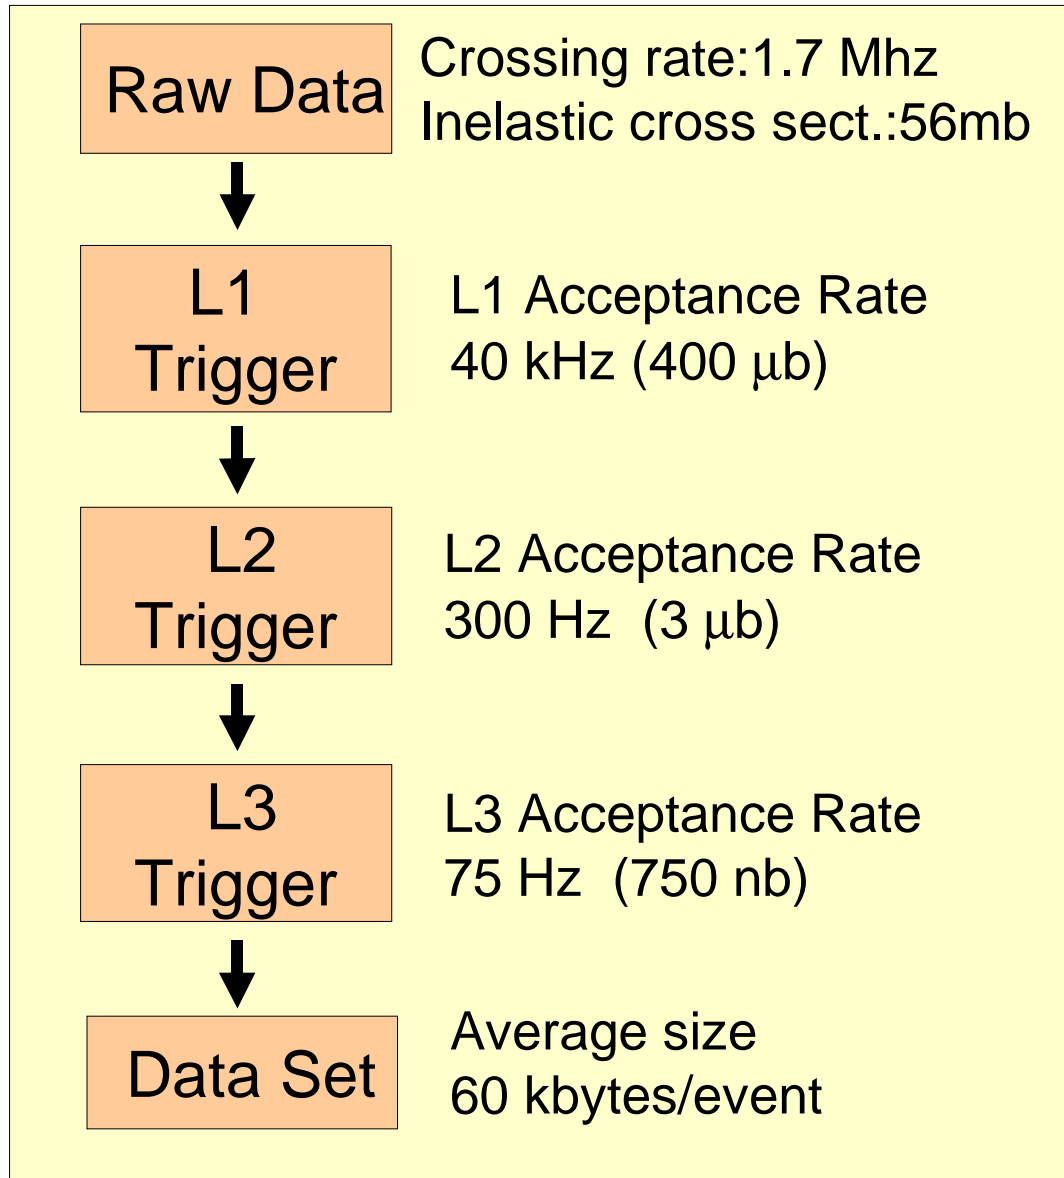 Raw Data
Crossing rate:1.7 Mhz
Inelastic cross sect.:56mb
L1
Trigger
L1 Acceptance Rate
40 kHz (400 μb)
L2
Trigger
L2 Acceptance Rate
300 Hz (3 μb)
L3
Trigger
L3 Acceptance Rate
75 Hz (750 nb)
Data Set
Average size
60 kbytes/event